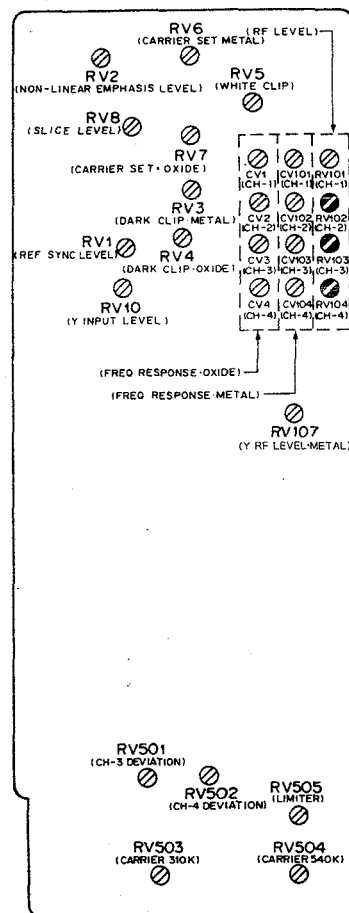 RV6
(CARRIER SET METAL)
(RF LEVEL)
RV2
(NON-LINEAR EMPHASIS LEVEL)
RV5
(WHITE CLIP)
RV8
(SLICE LEVEL)
RV7
(CARRIER SET·OXIDE)
CV1 CV101 RV101
(CH-1) (CH-1) (CH-1)
RV3
(DARK CLIP·METAL)
CV2 CV102 RV102
(CH-2) (CH-2) (CH-2)
RV1
(REF SYNC LEVEL)
RV4
(DARK CLIP·OXIDE)
CV3 CV103 RV103
(CH-3) (CH-3) (CH-3)
RV10
(Y INPUT LEVEL)
CV4 CV104 RV104
(CH-4) (CH-4) (CH-4)
(FREQ RESPONSE·OXIDE)
(FREQ RESPONSE·METAL)
RV107
(Y RF LEVEL·METAL)
RV501
(CH-3 DEVIATION)
RV502
(CH-4 DEVIATION)
RV505
(LIMITER)
RV503
(CARRIER 310K)
RV504
(CARRIER 540K)